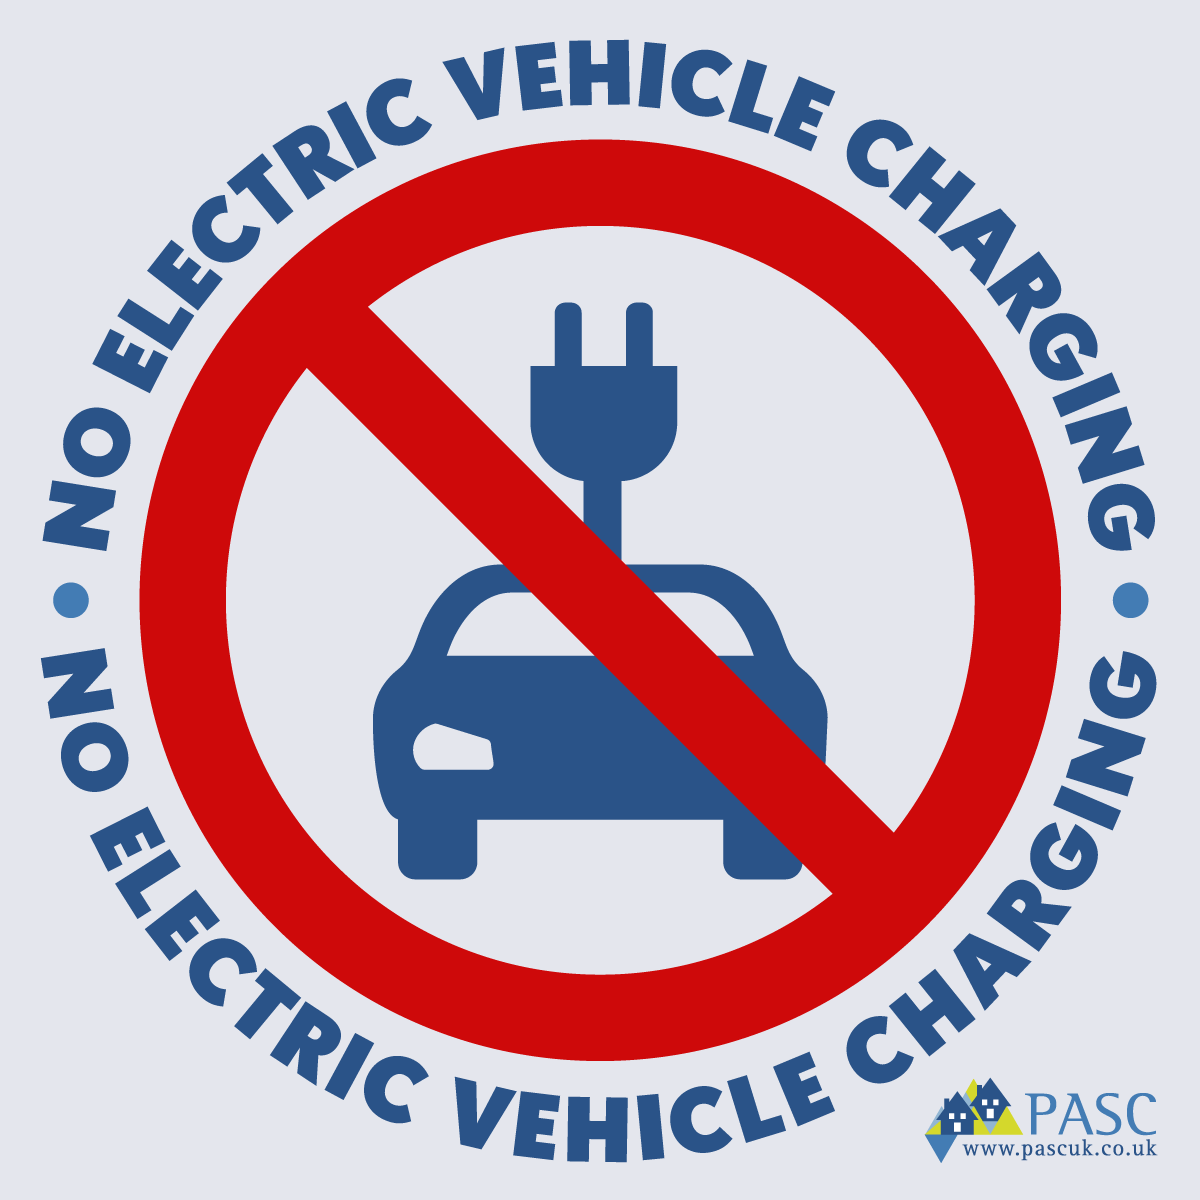 NO ELECTRIC VEHICLE CHARGING
NO ELECTRIC VEHICLE CHARGING
PASC
www.pascuk.co.uk